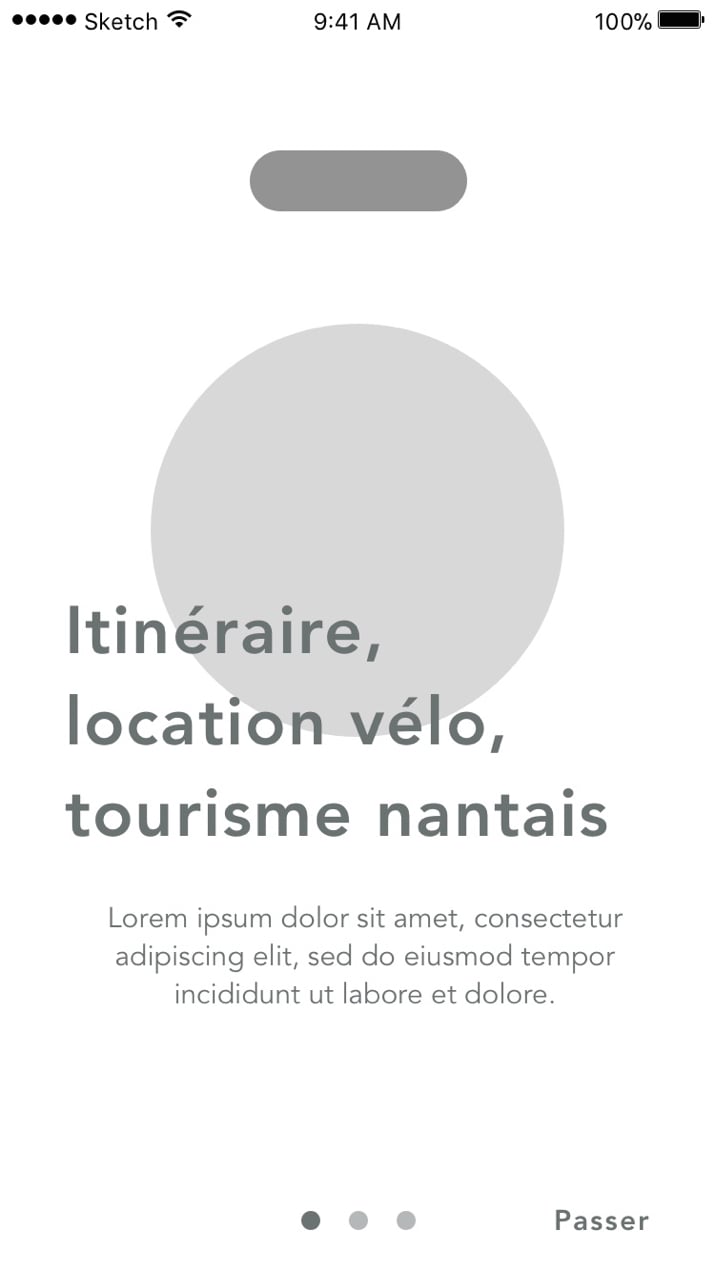 Sketch 9:41 AM 100%
Itinéraire,
location vélo,
tourisme nantais
Lorem ipsum dolor sit amet, consectetur
adipiscing elit, sed do eiusmod tempor
incididunt ut labore et dolore.
Passer